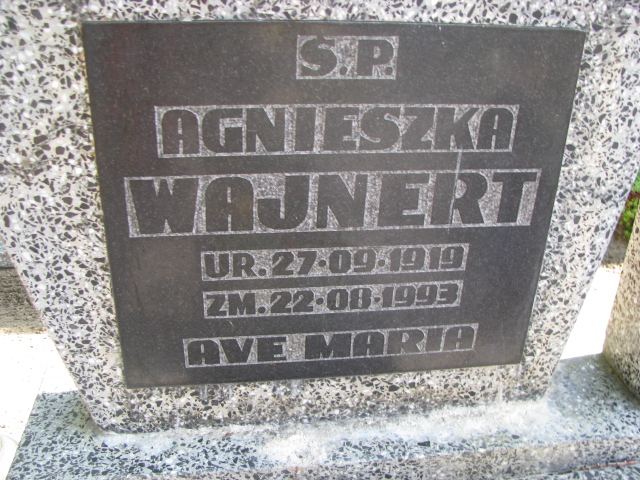 Ś.P.
AGNIESZKA
WAJNERT
UR. 27·09·1919
ZM. 22·08·1993
AVE MARIA